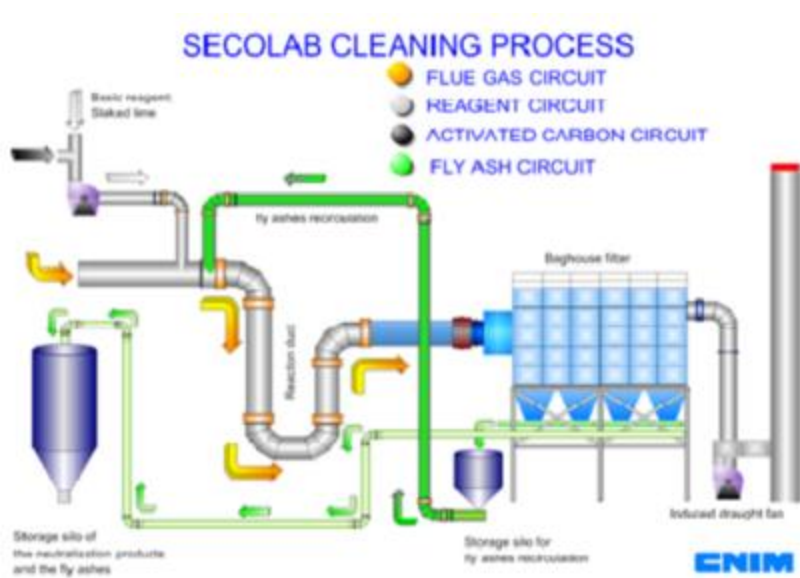 SECOLAB CLEANING PROCESS
FLUE GAS CIRCUIT
REAGENT CIRCUIT
ACTIVATED CARBON CIRCUIT
FLY ASH CIRCUIT
Basic reagent:
Slaked lime
fly ashes recirculation
Baghouse filter
Reaction duct
Induced draught fan
Storage silo of
the neutralization products
and the fly ashes
Storage silo for
fly ashes recirculation
CNIM